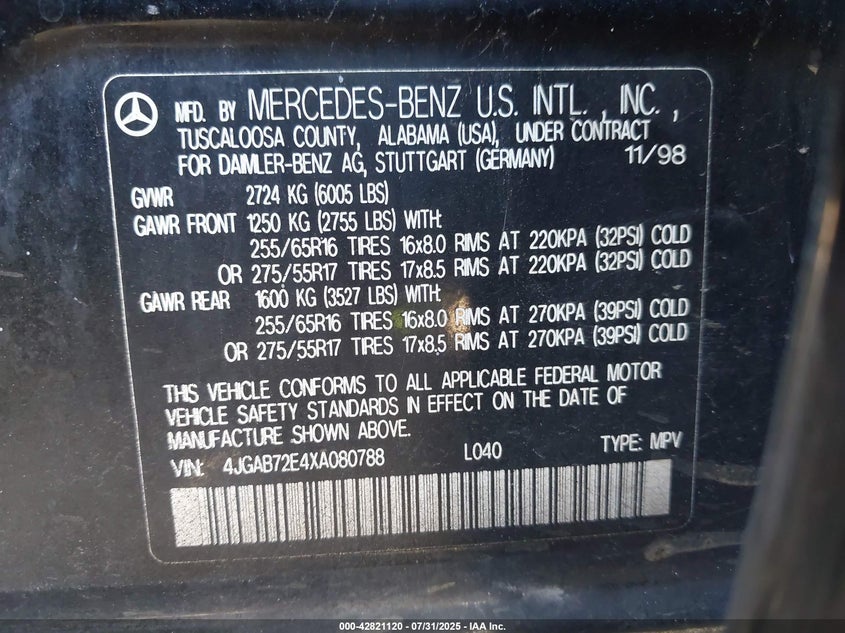 MFD. BY MERCEDES-BENZ U.S. INTL., INC.,
TUSCALOOSA COUNTY, ALABAMA (USA), UNDER CONTRACT
FOR DAIMLER-BENZ AG, STUTTGART (GERMANY) 11/98
GVWR 2724 KG (6005 LBS)
GAWR FRONT 1250 KG (2755 LBS) WITH:
255/65R16 TIRES 16x8.0 RIMS AT 220KPA (32PSI) COLD
OR 275/55R17 TIRES 17x8.5 RIMS AT 220KPA (32PSI) COLD
GAWR REAR 1600 KG (3527 LBS) WITH:
255/65R16 TIRES 16x8.0 RIMS AT 270KPA (39PSI) COLD
OR 275/55R17 TIRES 17x8.5 RIMS AT 270KPA (39PSI) COLD
THIS VEHICLE CONFORMS TO ALL APPLICABLE FEDERAL MOTOR
VEHICLE SAFETY STANDARDS IN EFFECT ON THE DATE OF
MANUFACTURE SHOWN ABOVE.
VIN: 4JGAB72E4XA080788 L040 TYPE: MPV
000-42821120 - 07/31/2025 - IAA Inc.